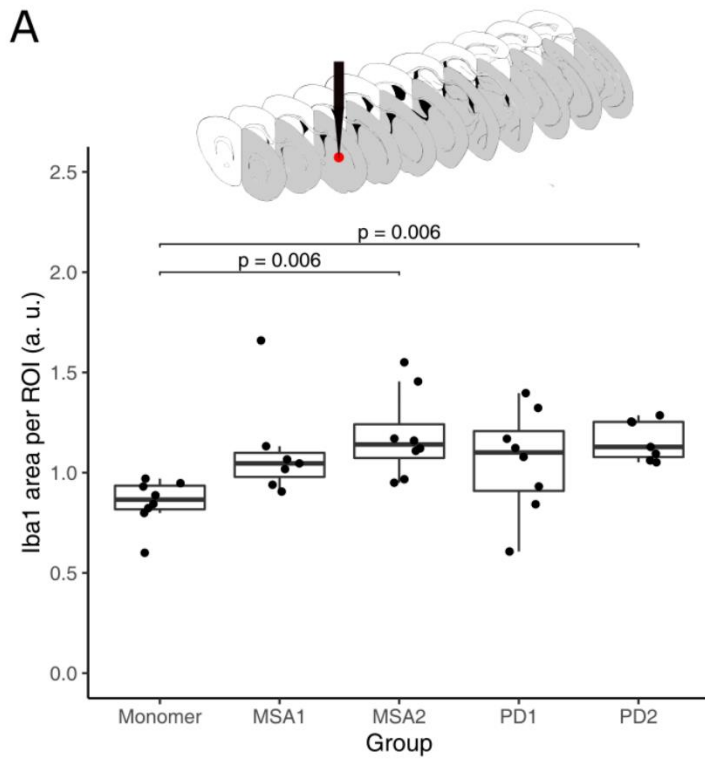 A
2.5
p = 0.006
p = 0.006
2.0
1.5
1.0
0.5
0.0
Iba1 area per ROI (a. u.)
Monomer MSA1 MSA2 PD1 PD2
Group